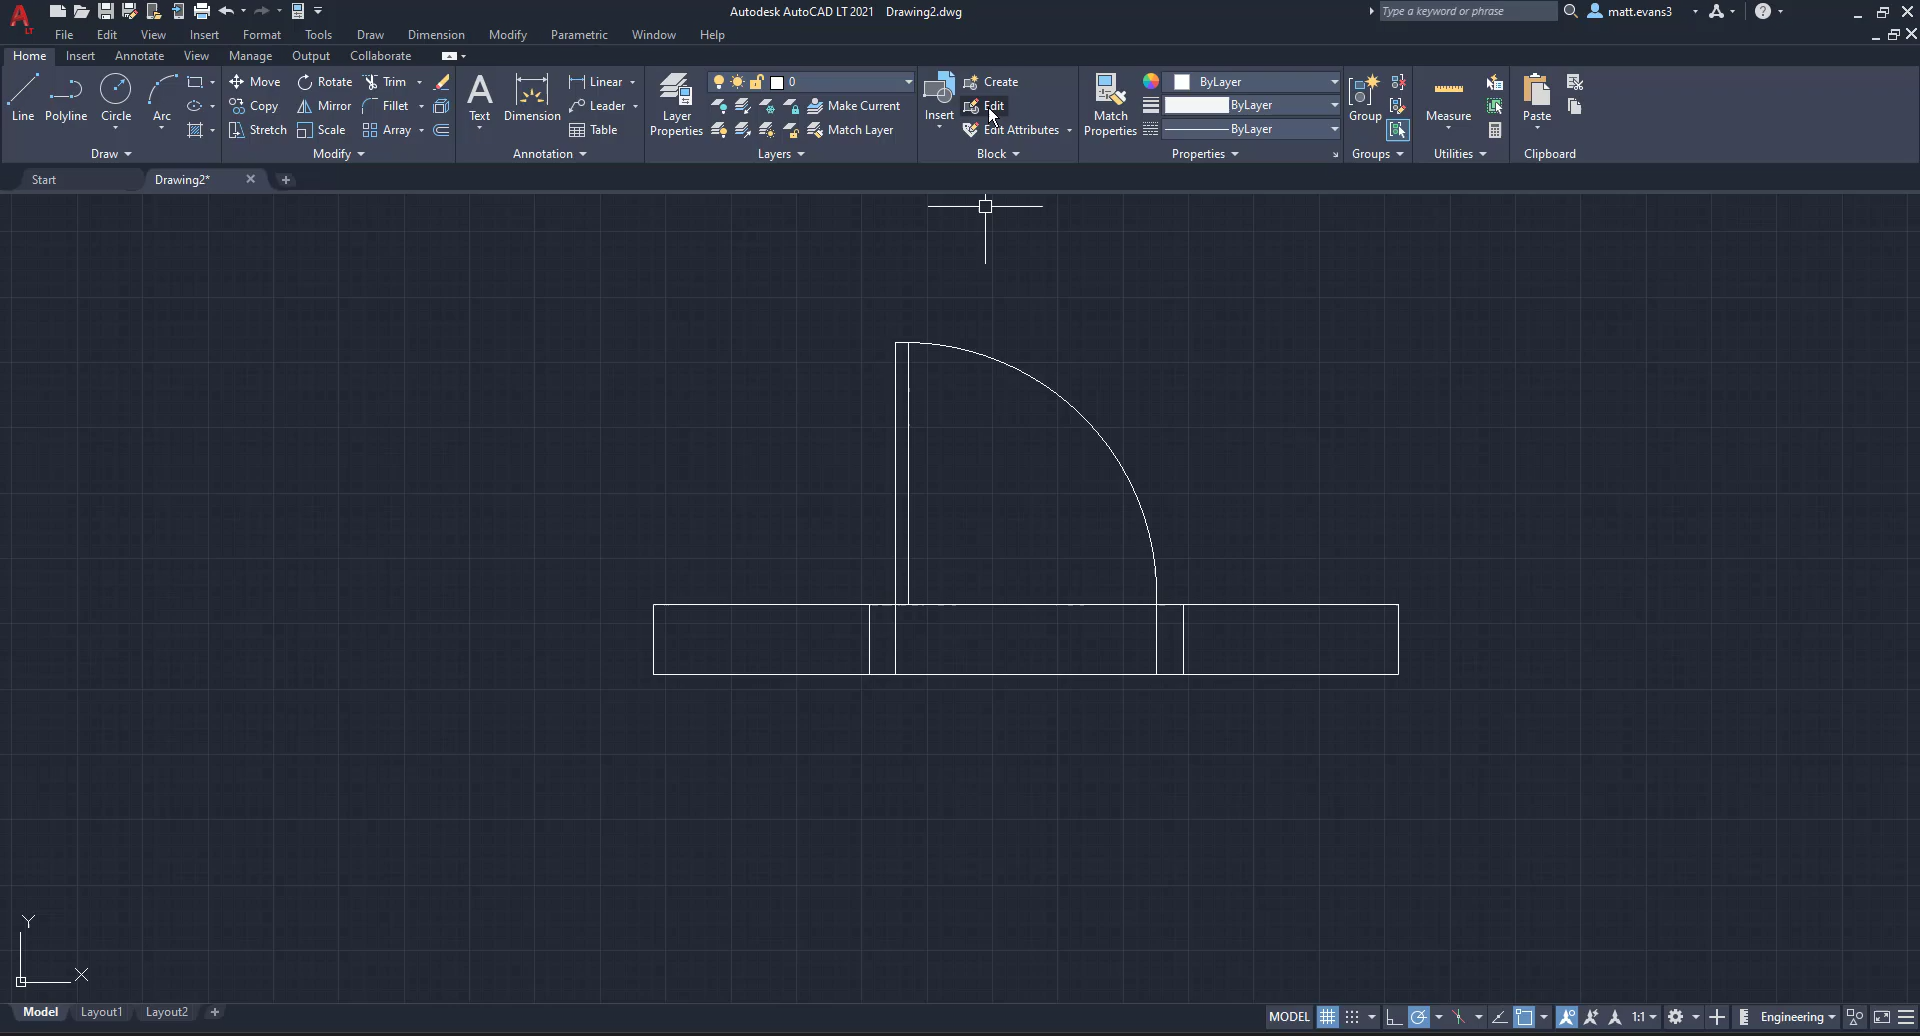 Autodesk AutoCAD LT 2021 Drawing2.dwg
Type a keyword or phrase
matt.evans3
LT
File Edit View Insert Format Tools Draw Dimension Modify Parametric Window Help
Home Insert Annotate View Manage Output Collaborate
Line Polyline Circle Arc
Draw
Move Rotate Trim
Copy Mirror Fillet
Stretch Scale Array
Modify
Text Dimension
Linear
Leader
Table
Annotation
Layer Properties
0
Make Current
Match Layer
Layers
Insert
Create
Edit
Edit Attributes
Block
Match Properties
ByLayer
ByLayer
ByLayer
Properties
Group
Groups
Measure
Utilities
Paste
Clipboard
Start Drawing2*
Y
X
Model Layout1 Layout2
MODEL 1:1 Engineering